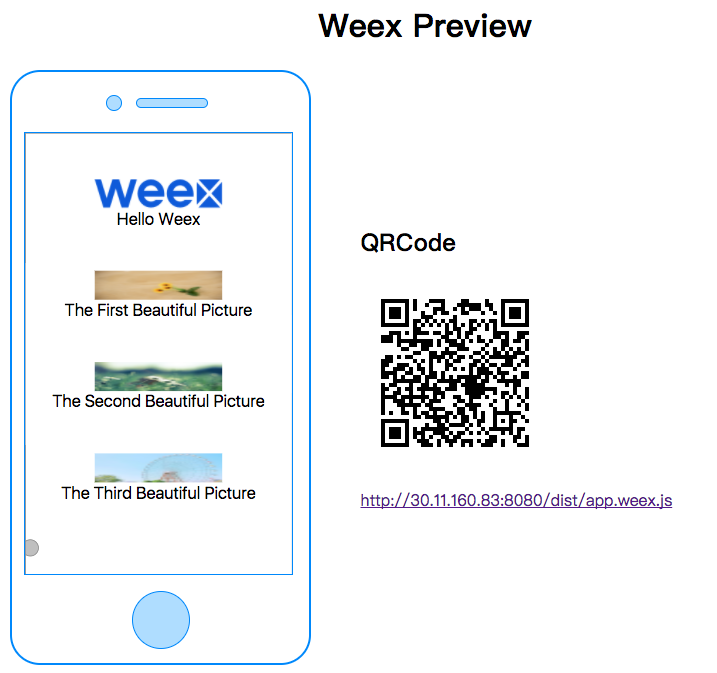 Weex Preview
weex
Hello Weex
The First Beautiful Picture
The Second Beautiful Picture
The Third Beautiful Picture
QRCode
http://30.11.160.83:8080/dist/app.weex.js